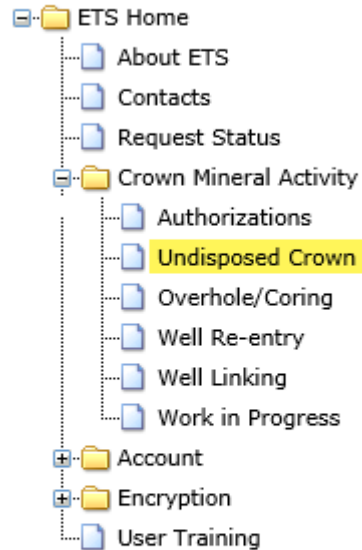 ETS Home
About ETS
Contacts
Request Status
Crown Mineral Activity
Authorizations
Undisposed Crown
Overhole/Coring
Well Re-entry
Well Linking
Work in Progress
Account
Encryption
User Training